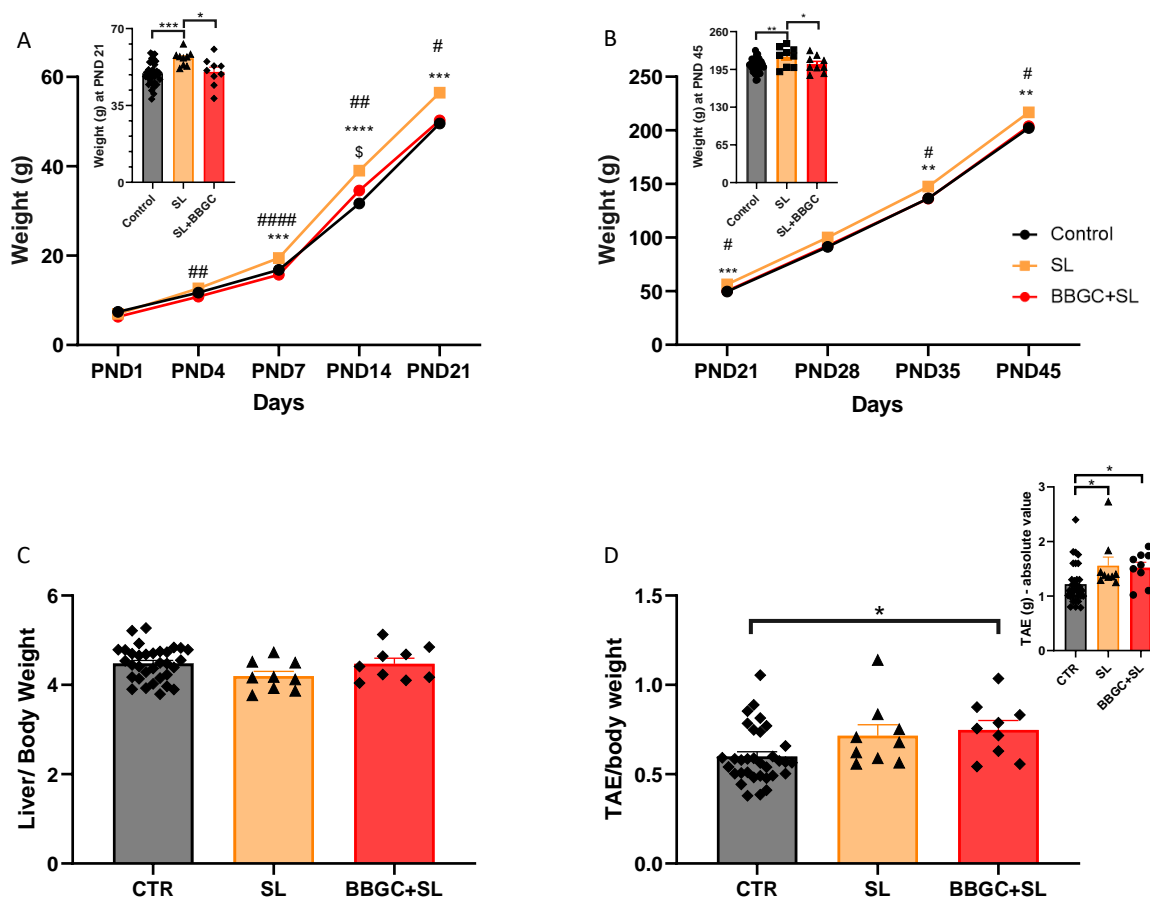 A
Weight (g)
60
40
20
0
PND1
PND4
PND7
PND14
PND21
Days
##
####
***
##
****
$
#
***
Weight (g) at PND 21
70
35
0
***
*
Control
SL
SL+BBGC
B
Weight (g)
250
200
150
100
50
0
PND21
PND28
PND35
PND45
Days
#
***
#
**
#
**
Weight (g) at PND 45
260
195
130
65
0
**
*
Control
SL
SL+BBGC
Control
SL
BBGC+SL
C
Liver/ Body Weight
6
4
2
0
CTR
SL
BBGC+SL
D
TAE/body weight
1.5
1.0
0.5
0.0
*
CTR
SL
BBGC+SL
TAE (g) - absolute value
3
2
1
0
*
*
CTR
SL
BBGC+SL